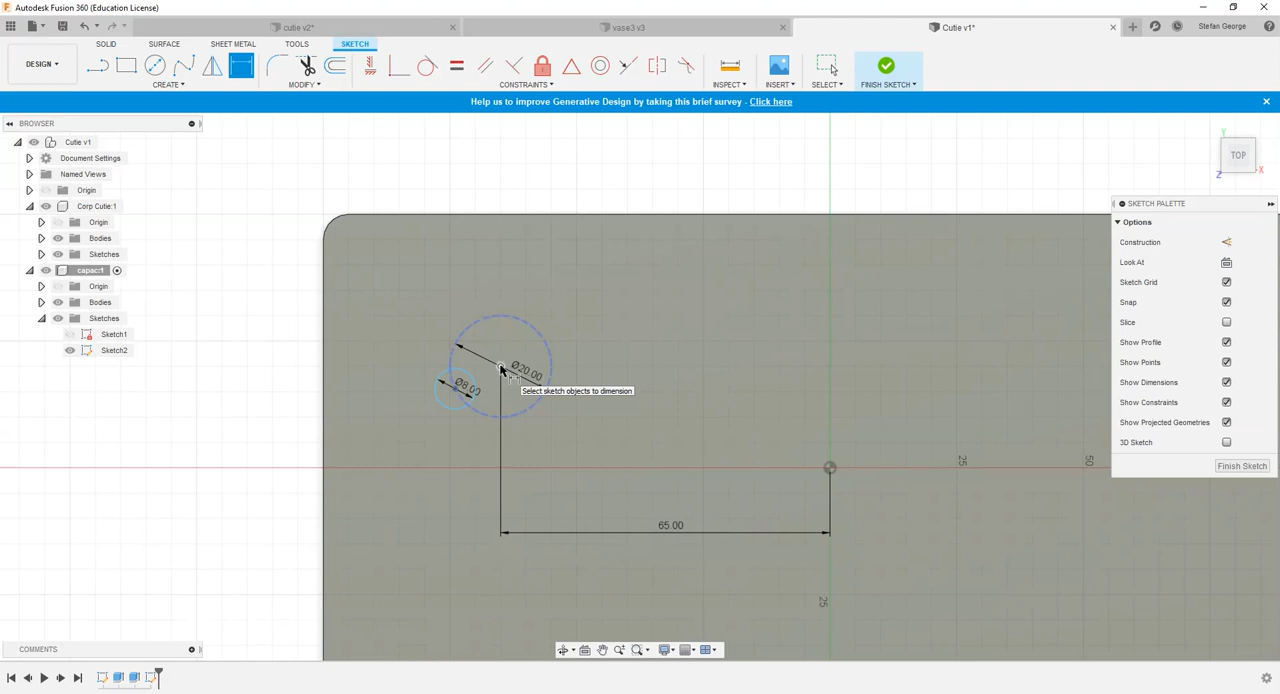 Autodesk Fusion 360 (Education License)
cutie v2*
vase3 v3
Cutie v1*
Stefan George
DESIGN
SOLID
SURFACE
SHEET METAL
TOOLS
SKETCH
CREATE
MODIFY
CONSTRAINTS
INSPECT
INSERT
SELECT
FINISH SKETCH
Help us to improve Generative Design by taking this brief survey - Click here
BROWSER
Cutie v1
Document Settings
Named Views
Origin
Corp Cutie:1
Origin
Bodies
Sketches
capac:1
Origin
Bodies
Sketches
Sketch1
Sketch2
Ø20.00
Ø8.00
Select sketch objects to dimension
65.00
25
50
25
Y
TOP
Z
X
SKETCH PALETTE
Options
Construction
Look At
Sketch Grid
Snap
Slice
Show Profile
Show Points
Show Dimensions
Show Constraints
Show Projected Geometries
3D Sketch
Finish Sketch
COMMENTS